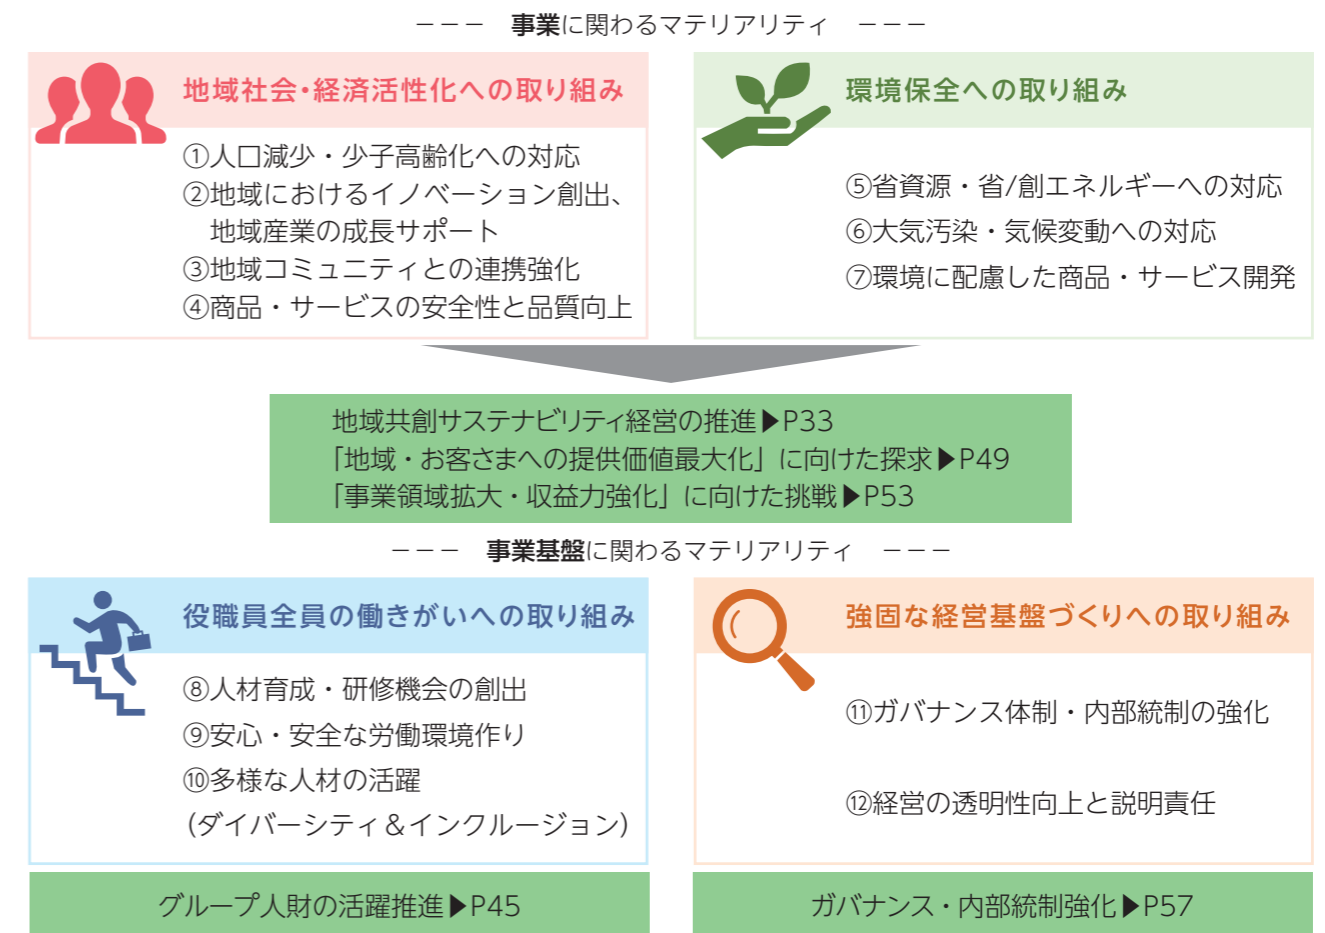 －－－　事業に関わるマテリアリティ　－－－
地域社会・経済活性化への取り組み
①人口減少・少子高齢化への対応
②地域におけるイノベーション創出、
地域産業の成長サポート
③地域コミュニティとの連携強化
④商品・サービスの安全性と品質向上
環境保全への取り組み
⑤省資源・省/創エネルギーへの対応
⑥大気汚染・気候変動への対応
⑦環境に配慮した商品・サービス開発
地域共創サステナビリティ経営の推進▶P33
「地域・お客さまへの提供価値最大化」に向けた探求▶P49
「事業領域拡大・収益力強化」に向けた挑戦▶P53
－－－　事業基盤に関わるマテリアリティ　－－－
役職員全員の働きがいへの取り組み
⑧人材育成・研修機会の創出
⑨安心・安全な労働環境作り
⑩多様な人材の活躍
（ダイバーシティ＆インクルージョン）
グループ人財の活躍推進▶P45
強固な経営基盤づくりへの取り組み
⑪ガバナンス体制・内部統制の強化
⑫経営の透明性向上と説明責任
ガバナンス・内部統制強化▶P57